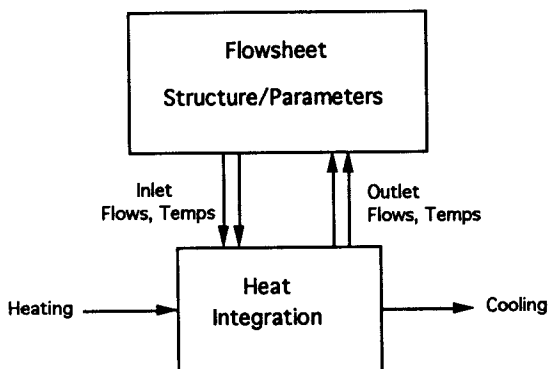 Flowsheet
Structure/Parameters
Inlet
Flows, Temps
Outlet
Flows, Temps
Heating
Heat
Integration
Cooling